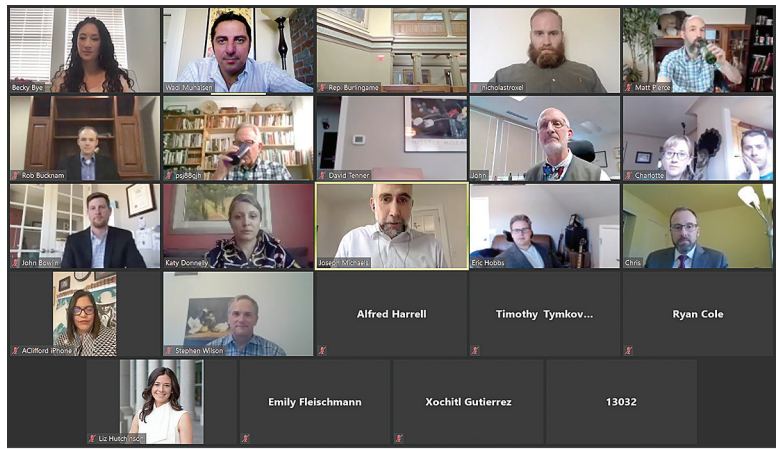 Becky Bye
Wadi Muhaisen
Rep. Burlingame
nicholastroxel
Matt Pierce
Rob Bucknam
psj88gjh
David Tenner
John
Charlotte
John Bowlin
Katy Donnelly
Joseph Michaels
Eric Hobbs
Chris
AClifford iPhone
Stephen Wilson
Alfred Harrell
Timothy Tymkov...
Ryan Cole
Liz Hutchinson
Emily Fleischmann
Xochitl Gutierrez
13032